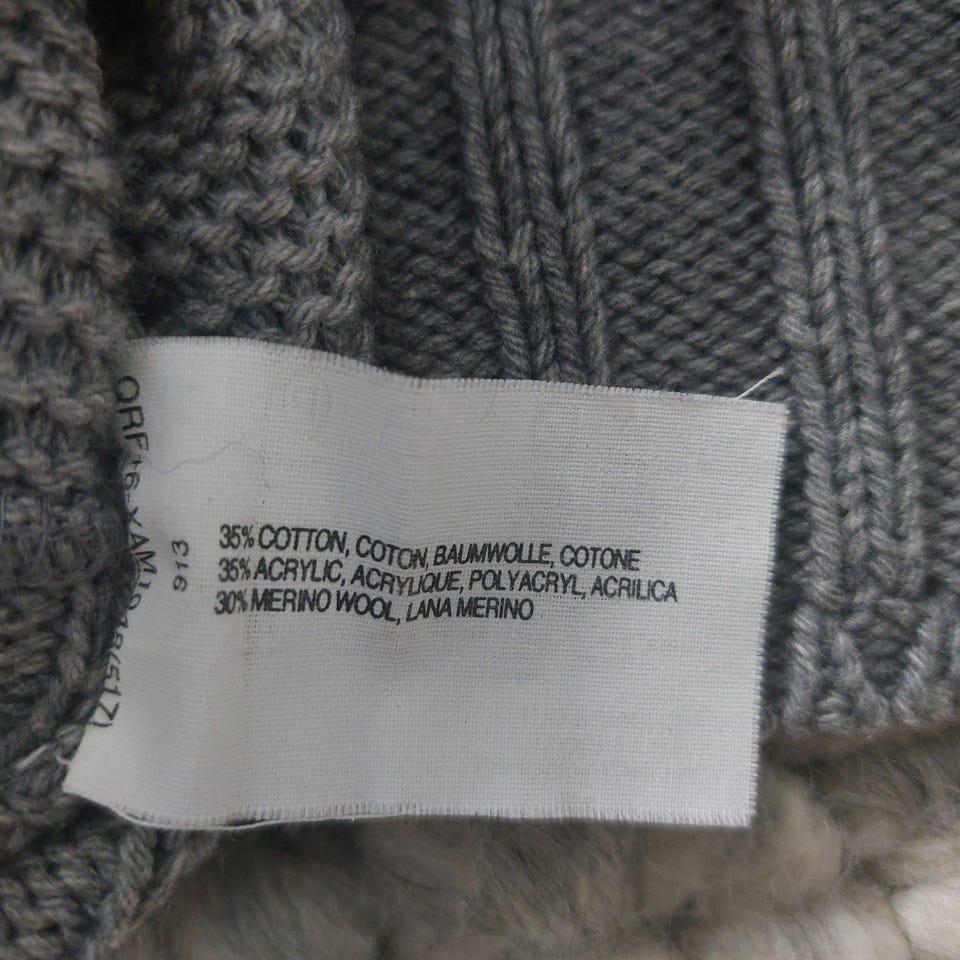 35% COTTON, COTON, BAUMWOLLE, COTONE
35% ACRYLIC, ACRYLIQUE, POLYACRYL, ACRILICA
30% MERINO WOOL, LANA MERINO
913